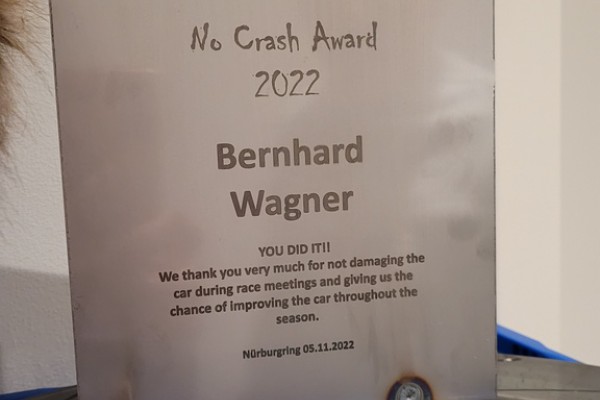 No Crash Award
2022
Bernhard
Wagner
YOU DID IT!!
We thank you very much for not damaging the
car during race meetings and giving us the
chance of improving the car throughout the
season.
Nürburgring 05.11.2022